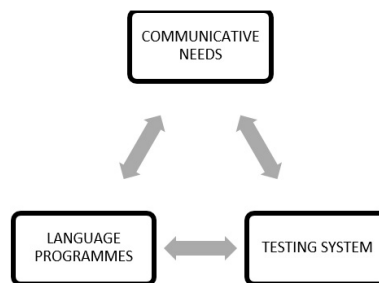 COMMUNICATIVE
NEEDS
LANGUAGE
PROGRAMMES
TESTING SYSTEM